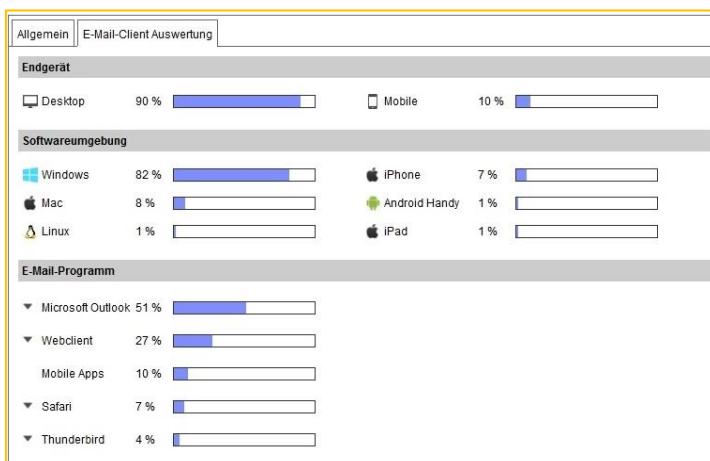 Allgemein E-Mail-Client Auswertung
Endgerät
Desktop 90 % Mobile 10 %
Softwareumgebung
Windows 82 % iPhone 7 %
Mac 8 % Android Handy 1 %
Linux 1 % iPad 1 %
E-Mail-Programm
Microsoft Outlook 51 %
Webclient 27 %
Mobile Apps 10 %
Safari 7 %
Thunderbird 4 %